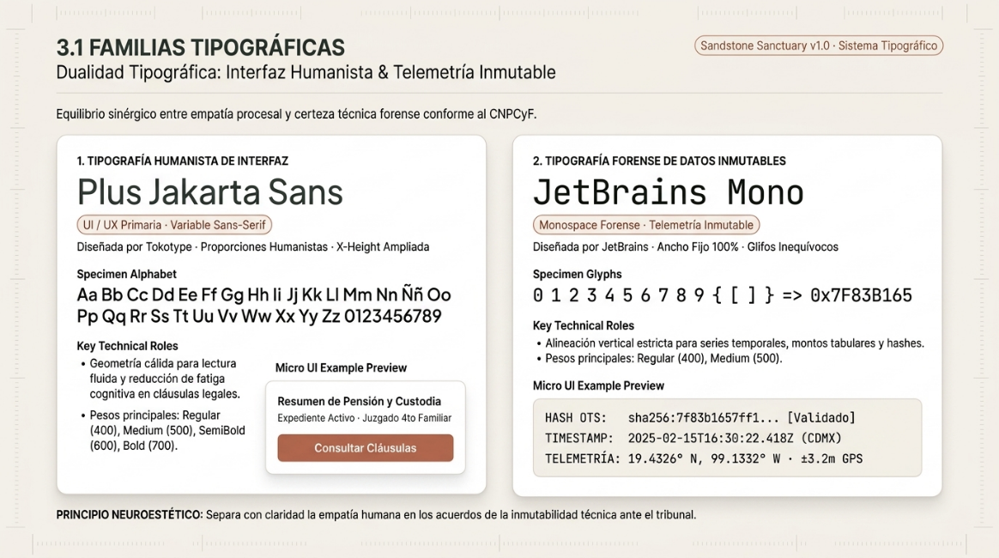 3.1 FAMILIAS TIPOGRÁFICAS
Dualidad Tipográfica: Interfaz Humanista & Telemetría Inmutable
Sandstone Sanctuary v1.0 · Sistema Tipográfico
Equilibrio sinérgico entre empatía procesal y certeza técnica forense conforme al CNPCyF.
1. TIPOGRAFÍA HUMANISTA DE INTERFAZ
Plus Jakarta Sans
UI / UX Primaria · Variable Sans-Serif
Diseñada por Tokotype · Proporciones Humanistas · X-Height Ampliada
Specimen Alphabet
Aa Bb Cc Dd Ee Ff Gg Hh Ii Jj Kk Ll Mm Nn Ññ Oo
Pp Qq Rr Ss Tt Uu Vv Ww Xx Yy Zz 0123456789
Key Technical Roles
• Geometría cálida para lectura
fluida y reducción de fatiga
cognitiva en cláusulas legales.
• Pesos principales: Regular
(400), Medium (500), SemiBold
(600), Bold (700).
Micro UI Example Preview
Resumen de Pensión y Custodia
Expediente Activo · Juzgado 4to Familiar
Consultar Cláusulas
2. TIPOGRAFÍA FORENSE DE DATOS INMUTABLES
JetBrains Mono
Monospace Forense · Telemetría Inmutable
Diseñada por JetBrains · Ancho Fijo 100% · Glifos Inequívocos
Specimen Glyphs
0 1 2 3 4 5 6 7 8 9 { [ ] } => 0x7F83B165
Key Technical Roles
• Alineación vertical estricta para series temporales, montos tabulares y hashes.
• Pesos principales: Regular (400), Medium (500).
Micro UI Example Preview
HASH OTS: sha256:7f83b1657ff1... [Validado]
TIMESTAMP: 2025-02-15T16:30:22.418Z (CDMX)
TELEMETRÍA: 19.4326° N, 99.1332° W · ±3.2m GPS
PRINCIPIO NEUROESTÉTICO: Separa con claridad la empatía humana en los acuerdos de la inmutabilidad técnica ante el tribunal.